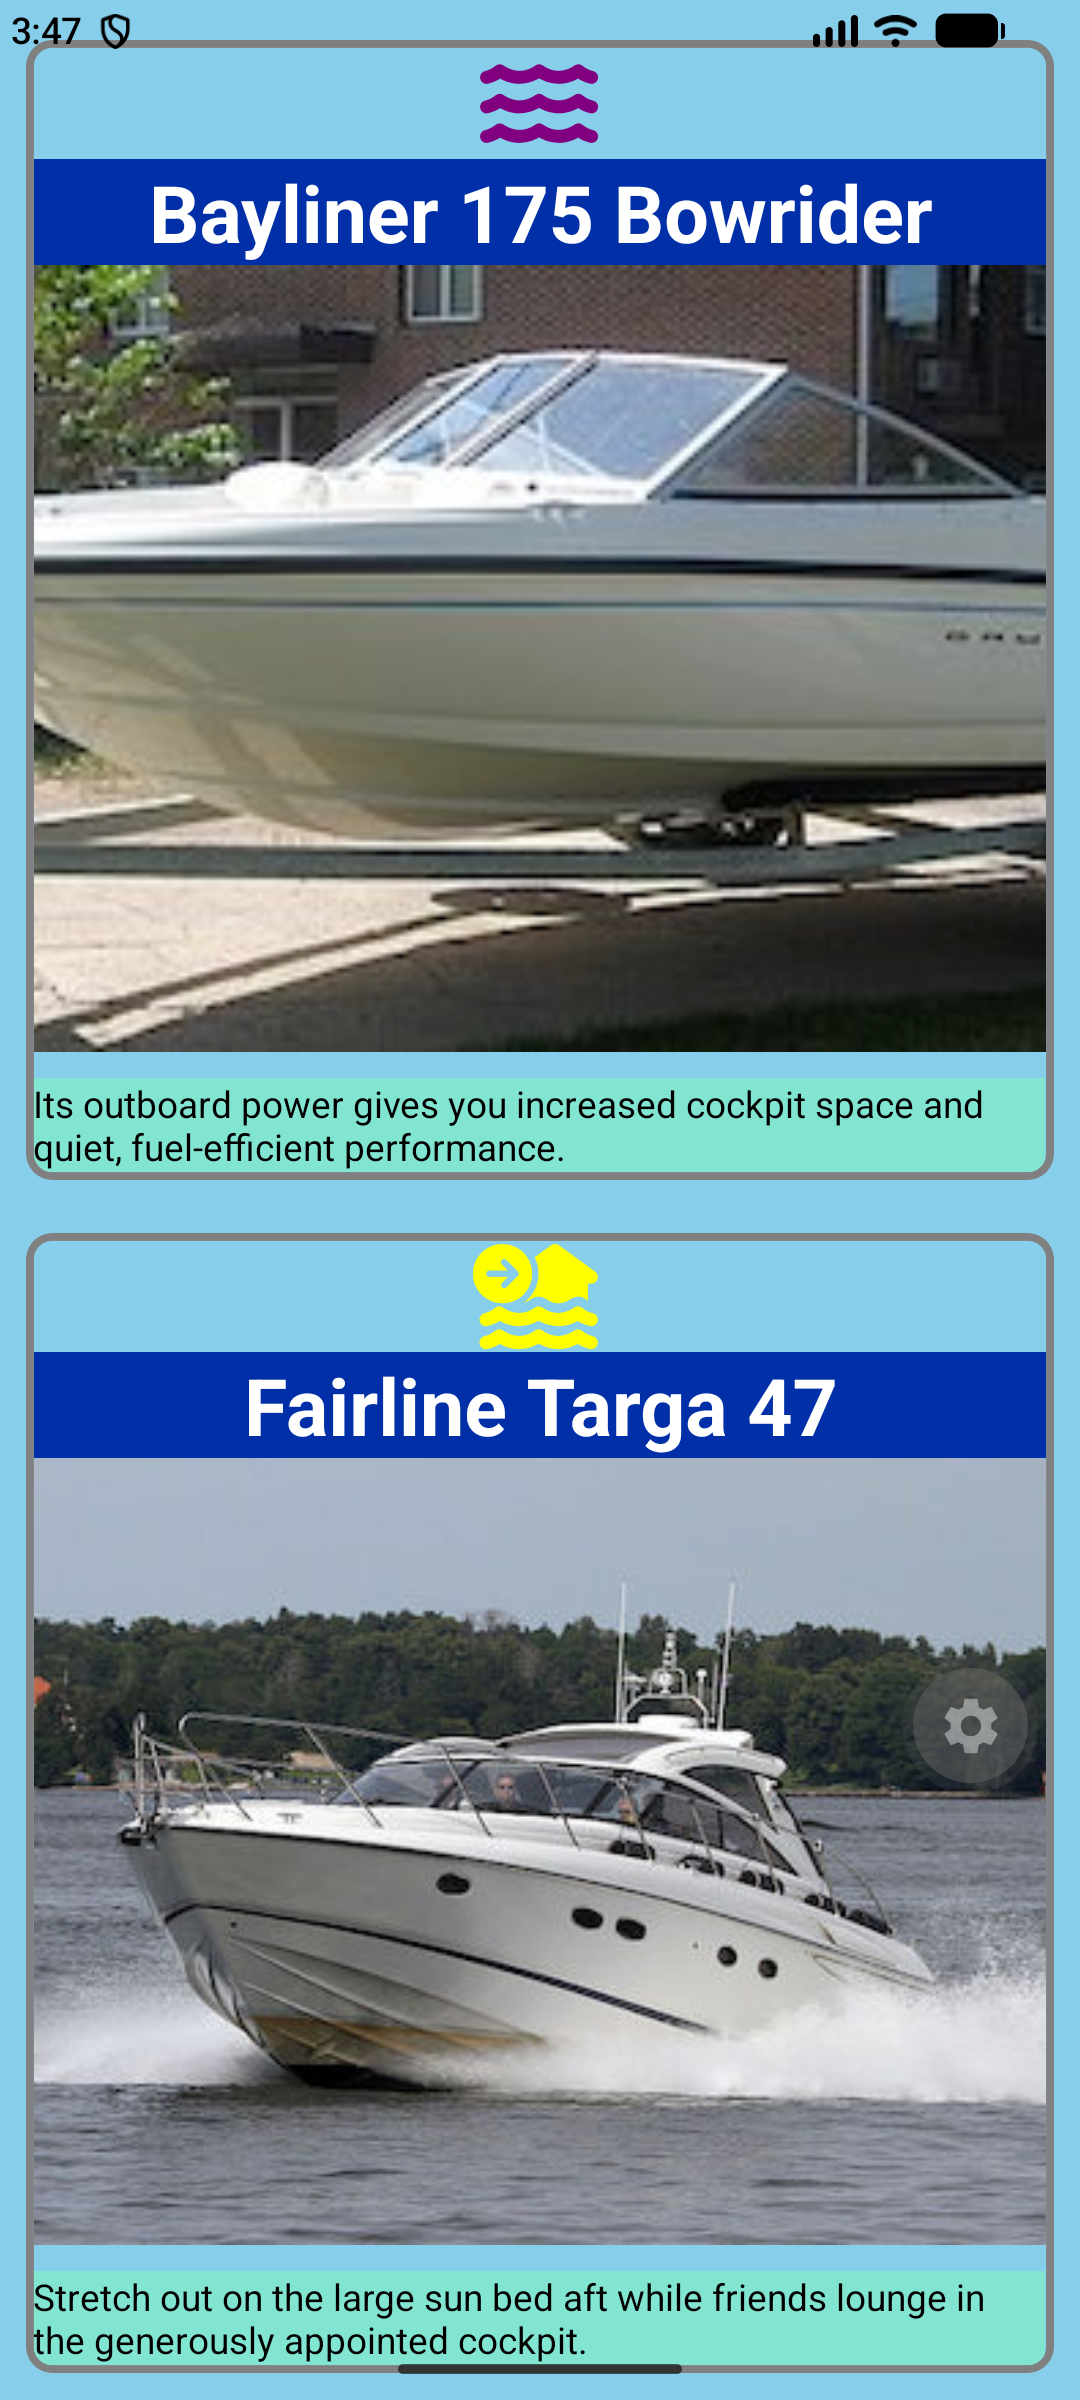 3:47
Bayliner 175 Bowrider
BAY
Its outboard power gives you increased cockpit space and
quiet, fuel-efficient performance.
Fairline Targa 47
Stretch out on the large sun bed aft while friends lounge in
the generously appointed cockpit.